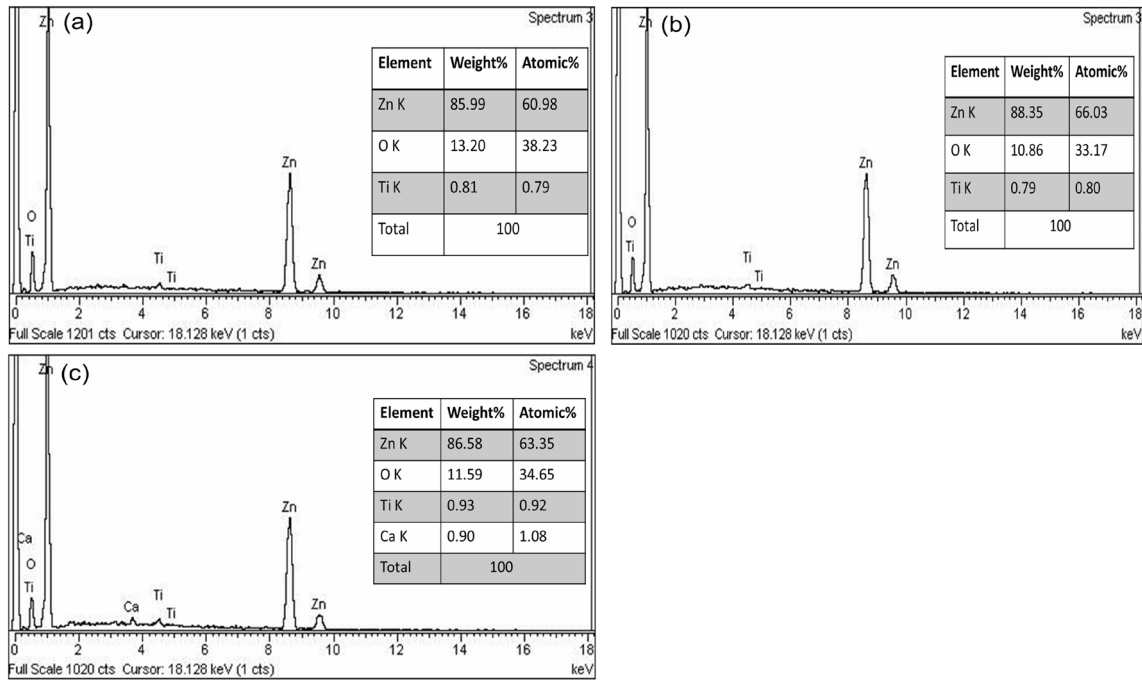 Zn
(a)
Spectrum 3
Element Weight% Atomic%
Zn K 85.99 60.98
O K 13.20 38.23
Ti K 0.81 0.79
Total 100
Zn
O
Ti
Ti
Ti
Zn
0 2 4 6 8 10 12 14 16 18
Full Scale 1201 cts Cursor: 18.128 keV (1 cts) keV
Zn
(b)
Spectrum 3
Element Weight% Atomic%
Zn K 88.35 66.03
O K 10.86 33.17
Ti K 0.79 0.80
Total 100
Zn
O
Ti
Ti
Ti
Zn
0 2 4 6 8 10 12 14 16 18
Full Scale 1020 cts Cursor: 18.128 keV (1 cts) keV
Zn
(c)
Spectrum 4
Element Weight% Atomic%
Zn K 86.58 63.35
O K 11.59 34.65
Ti K 0.93 0.92
Ca K 0.90 1.08
Total 100
Zn
Ca
O
Ti
Ca
Ti
Ti
Zn
0 2 4 6 8 10 12 14 16 18
Full Scale 1020 cts Cursor: 18.128 keV (1 cts) keV